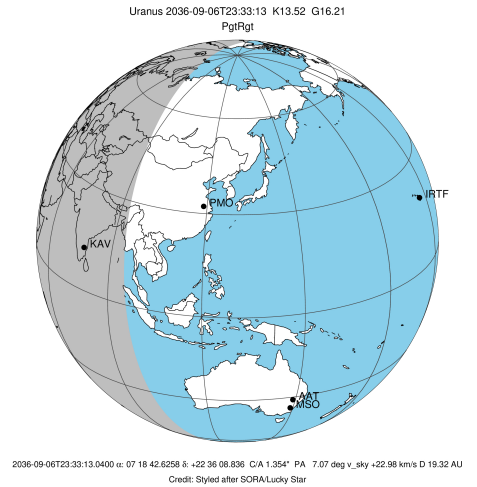 Uranus 2036-09-06T23:33:13 K13.52 G16.21
PgtRgt
IRTF
PMO
KAV
AAT
MSO
2036-09-06T23:33:13.0400 α: 07 18 42.6258 δ: +22 36 08.836 C/A 1.354" PA 7.07 deg v_sky +22.98 km/s D 19.32 AU
Credit: Styled after SORA/Lucky Star